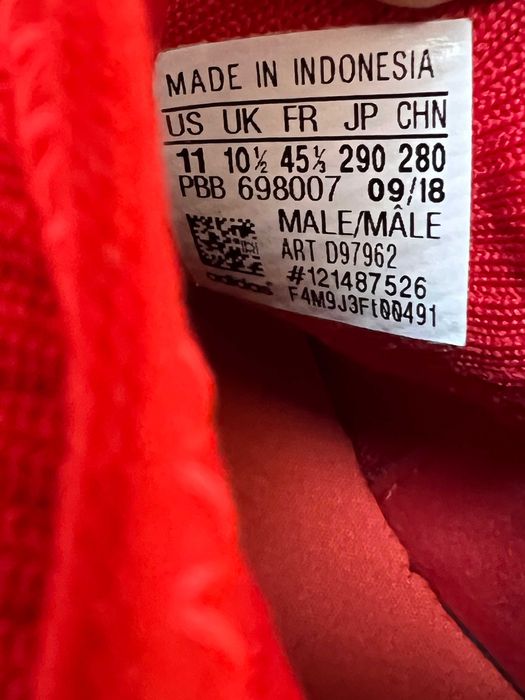 MADE IN INDONESIA
US UK FR JP CHN
11 10½ 45⅓ 290 280
PBB 698007 09/18
MALE/MÂLE
ART D97962
#121487526
F4M9J3Ft00491
adidas